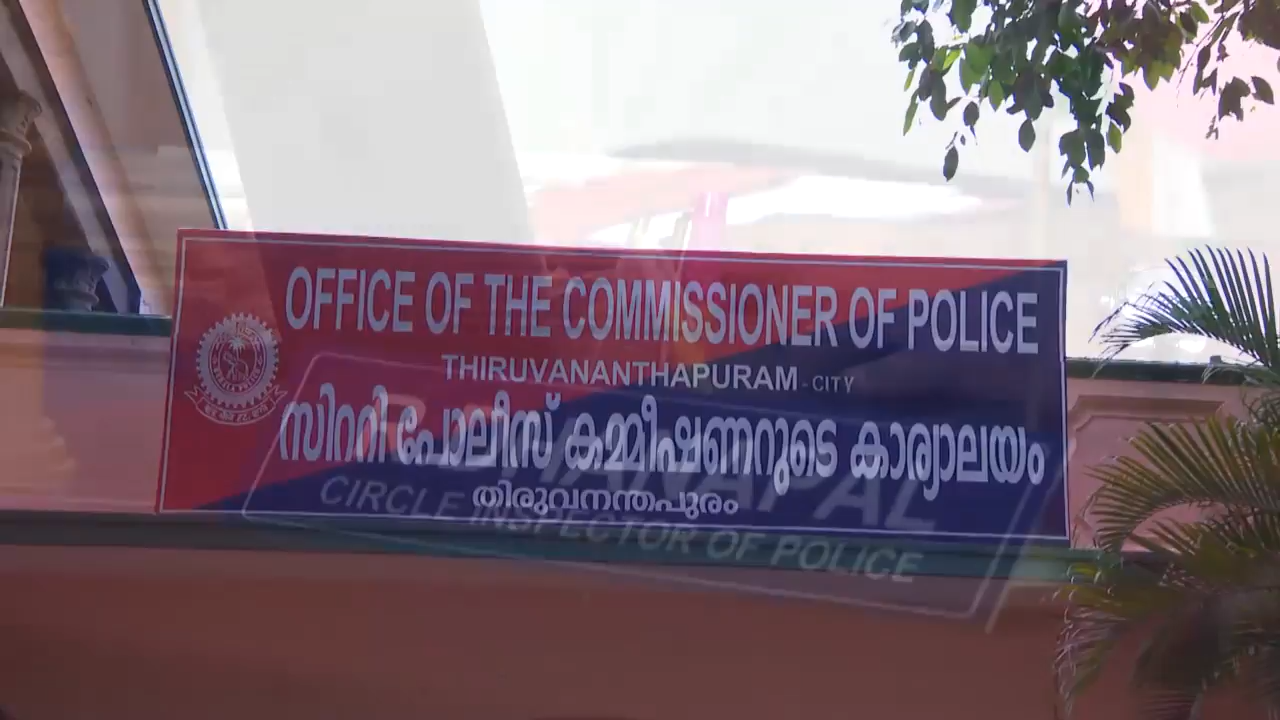 OFFICE OF THE COMMISSIONER OF POLICE
THIRUVANANTHAPURAM - CITY
സിററി പോലീസ് കമ്മീഷണറുടെ കാര്യാലയം
തിരുവനന്തപുരം
CIRCLE INSPECTOR OF POLICE